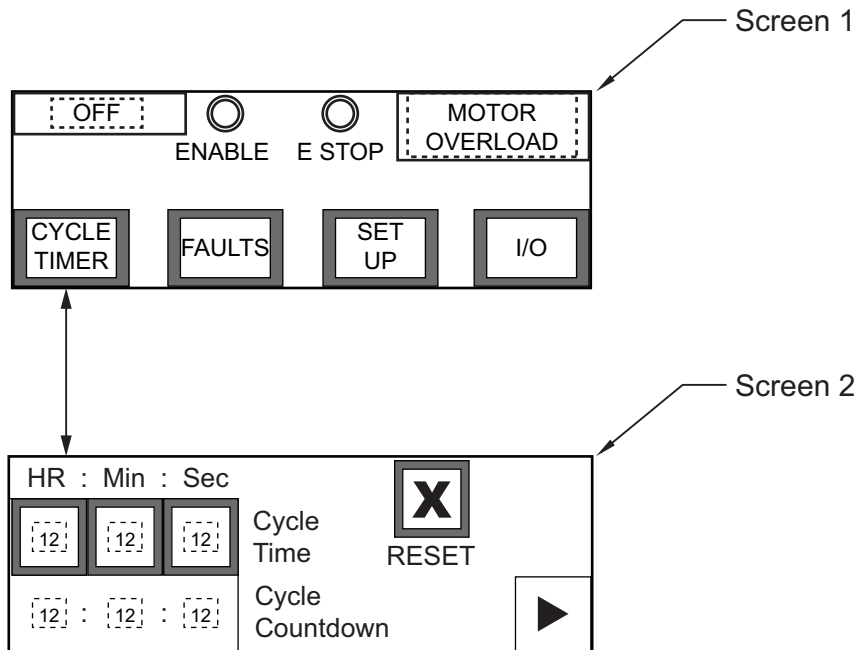 Screen 1
OFF
ENABLE
E STOP
MOTOR
OVERLOAD
CYCLE
TIMER
FAULTS
SET
UP
I/O
Screen 2
HR : Min : Sec
12 12 12
Cycle
Time
X
RESET
12 : 12 : 12
Cycle
Countdown